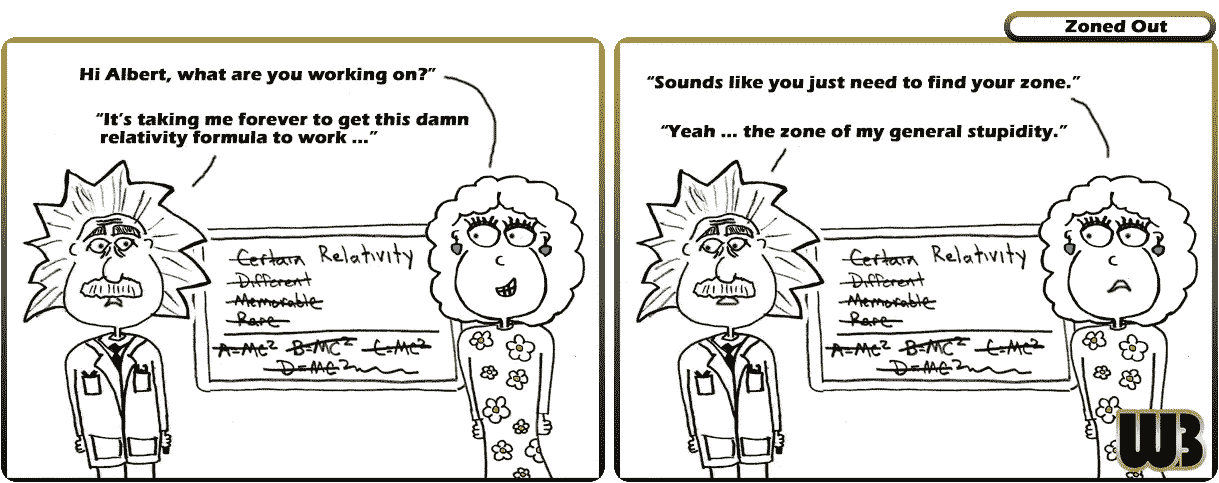 Zoned Out
Hi Albert, what are you working on?”
“It’s taking me forever to get this damn
relativity formula to work ...”
Certain Relativity
Different
Memorable
Rare
A=MC² B=MC² C=MC²
D=MC²
“Sounds like you just need to find your zone.”
“Yeah ... the zone of my general stupidity.”
Certain Relativity
Different
Memorable
Rare
A=MC² B=MC² C=MC²
D=MC²
WB